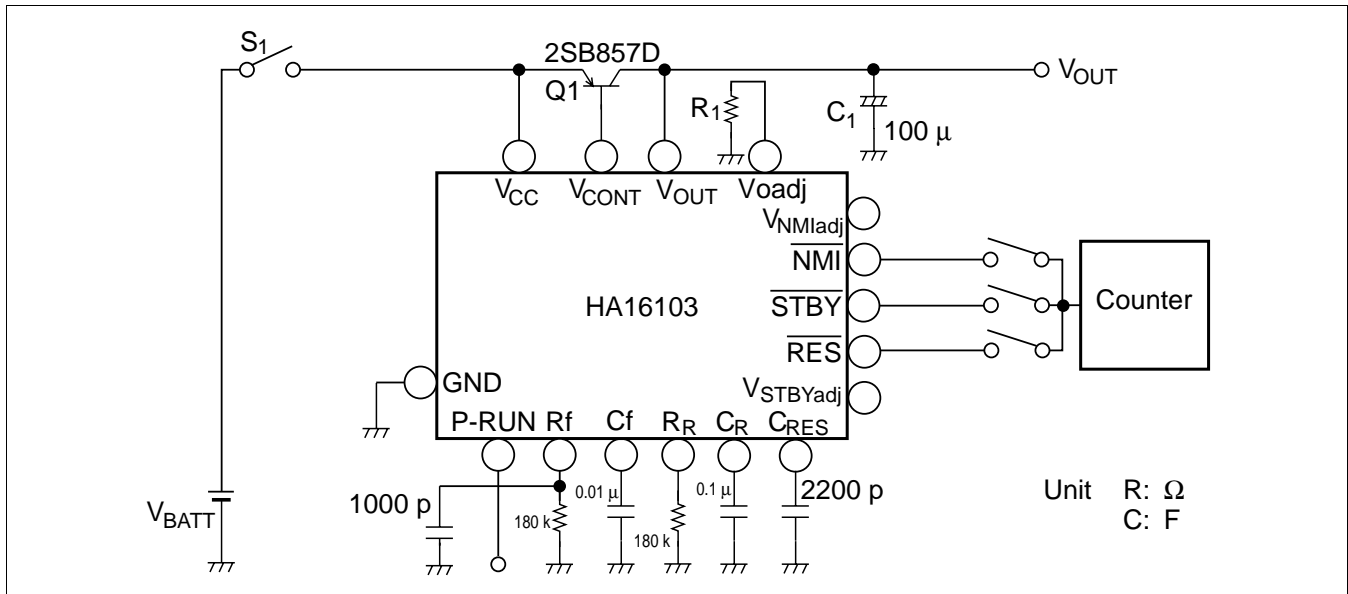 S1
2SB857D
Q1
VOUT
R1
C1
100 μ
VCC
VCONT
VOUT
Voadj
VNMIadj
NMI
HA16103
STBY
Counter
RES
GND
VSTBYadj
P-RUN
Rf
Cf
RR
CR
CRES
1000 p
0.01 μ
0.1 μ
2200 p
180 k
180 k
VBATT
Unit R: Ω
C: F